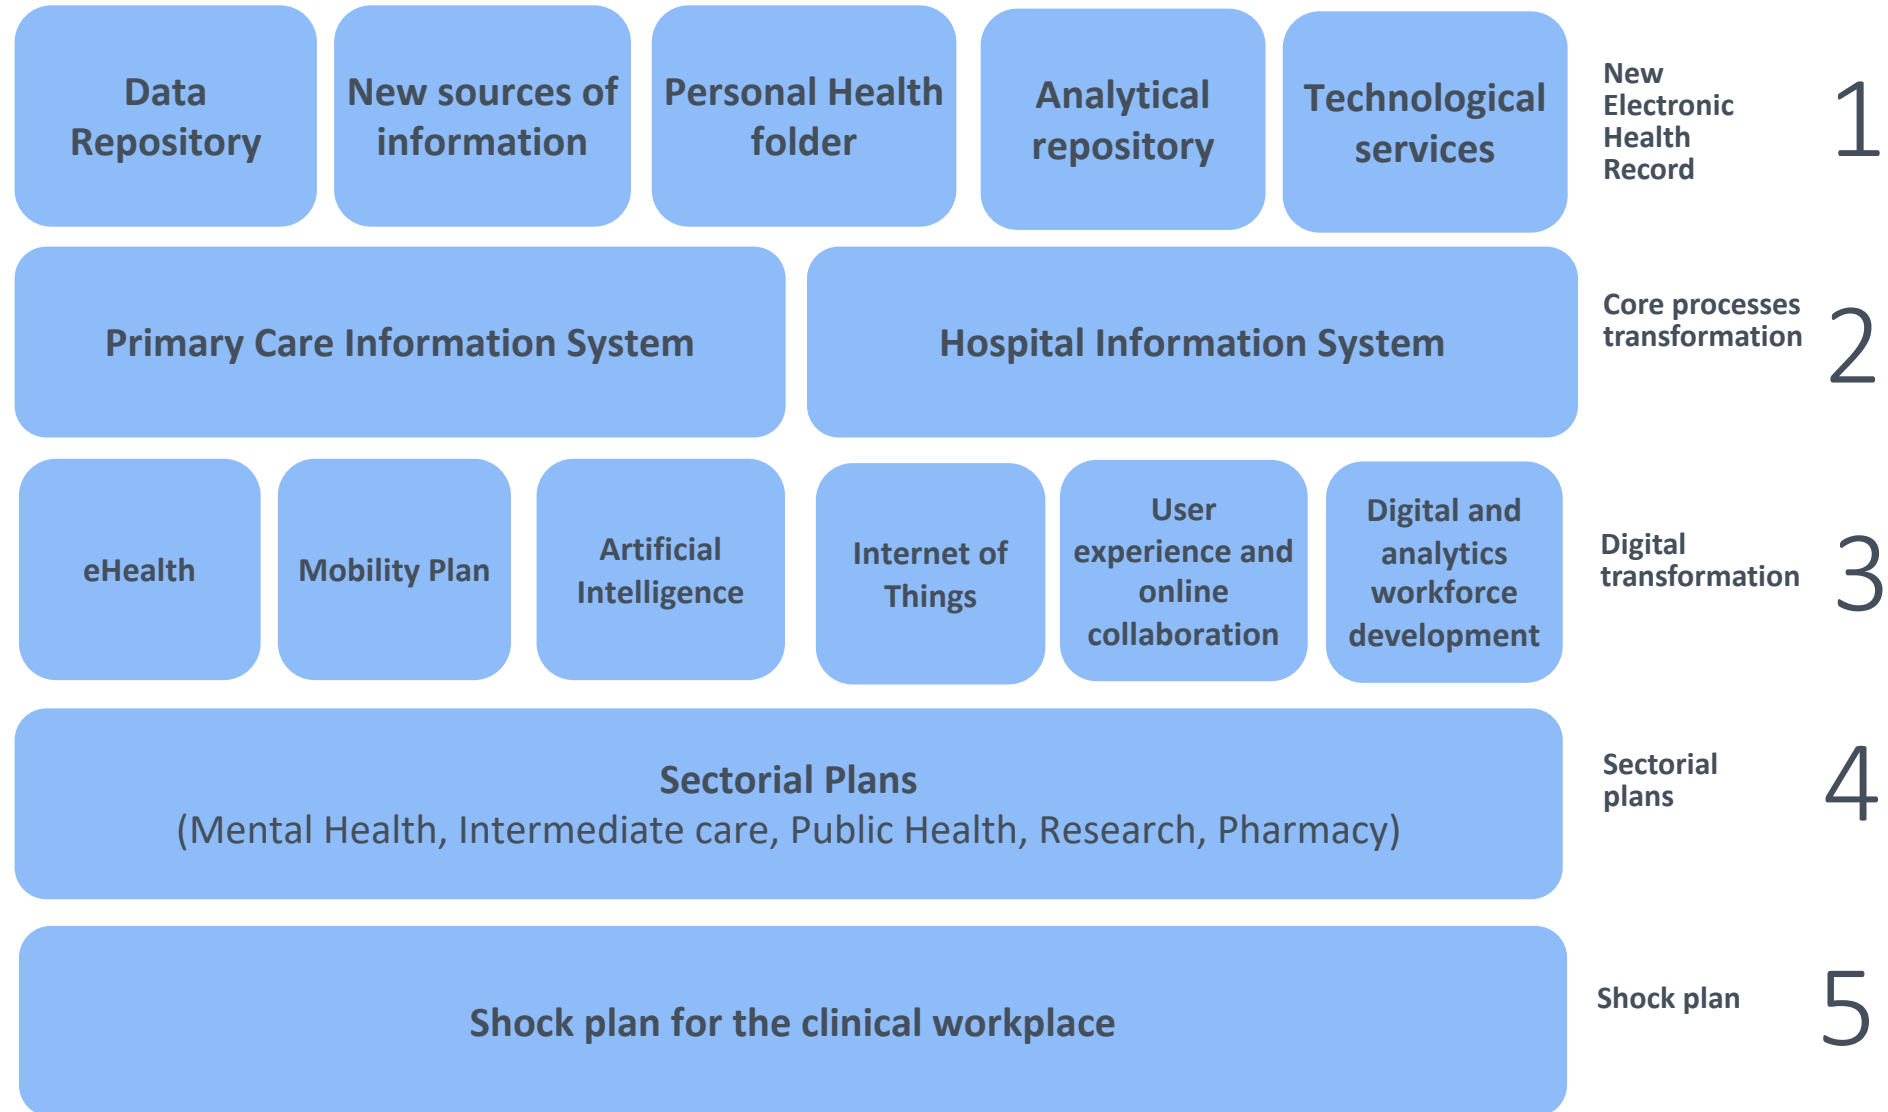 Data
Repository
New sources of
information
Personal Health
folder
Analytical
repository
Technological
services
New
Electronic
Health
Record
1
Primary Care Information System
Hospital Information System
Core processes
transformation
2
eHealth
Mobility Plan
Artificial
Intelligence
Internet of
Things
User
experience and
online
collaboration
Digital and
analytics
workforce
development
Digital
transformation
3
Sectorial Plans
(Mental Health, Intermediate care, Public Health, Research, Pharmacy)
Sectorial
plans
4
Shock plan for the clinical workplace
Shock plan
5